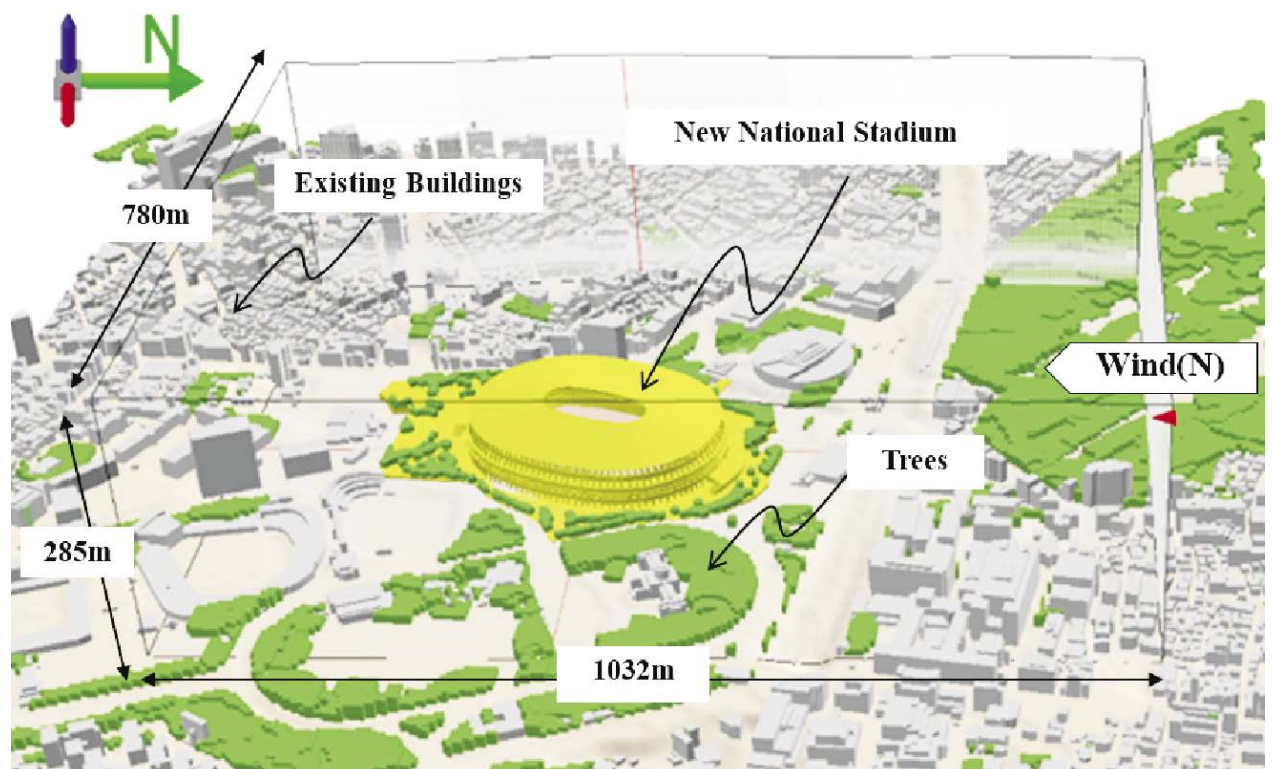 N
New National Stadium
Existing Buildings
780m
Wind(N)
Trees
285m
1032m